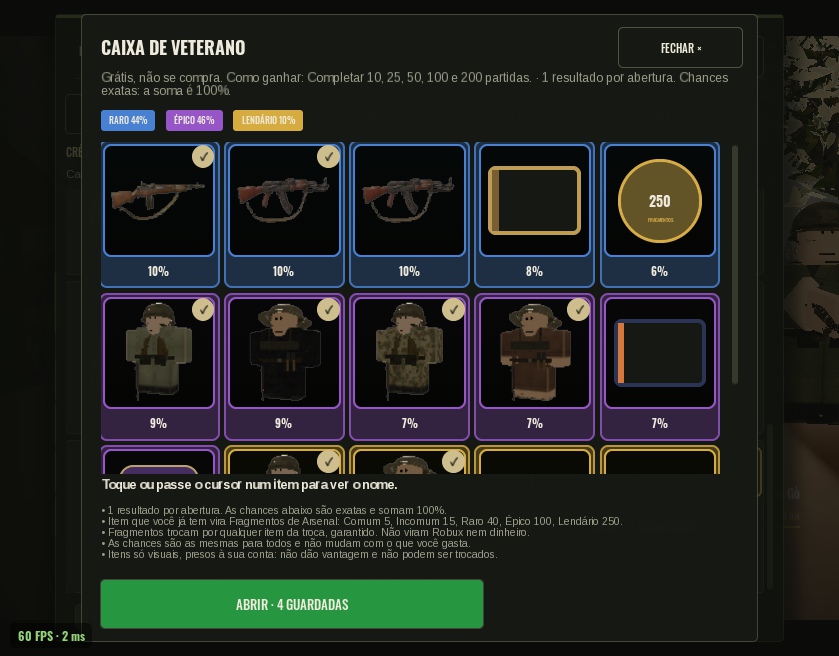 CAIXA DE VETERANO
FECHAR ×
Grátis, não se compra. Como ganhar: Completar 10, 25, 50, 100 e 200 partidas. · 1 resultado por abertura. Chances
exatas: a soma é 100%.
RARO 44%
ÉPICO 46%
LENDÁRIO 10%
250
FRAGMENTOS
10%
10%
10%
8%
6%
9%
9%
7%
7%
7%
Toque ou passe o cursor num item para ver o nome.
• 1 resultado por abertura. As chances abaixo são exatas e somam 100%.
• Item que você já tem vira Fragmentos de Arsenal: Comum 5, Incomum 15, Raro 40, Épico 100, Lendário 250.
• Fragmentos trocam por qualquer item da troca, garantido. Não viram Robux nem dinheiro.
• As chances são as mesmas para todos e não mudam com o que você gasta.
• Itens só visuais, presos à sua conta: não dão vantagem e não podem ser trocados.
ABRIR · 4 GUARDADAS
60 FPS · 2 ms